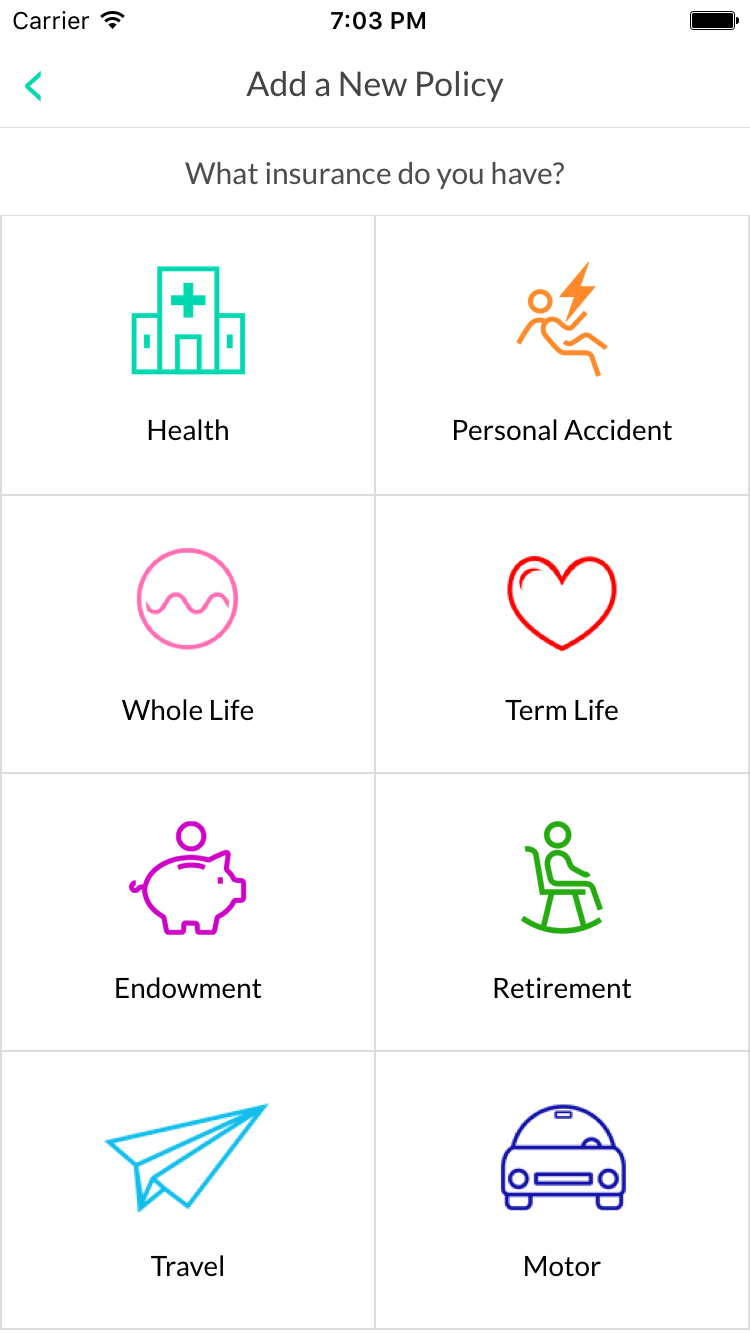 Carrier 7:03 PM
Add a New Policy
What insurance do you have?
Health
Personal Accident
Whole Life
Term Life
Endowment
Retirement
Travel
Motor